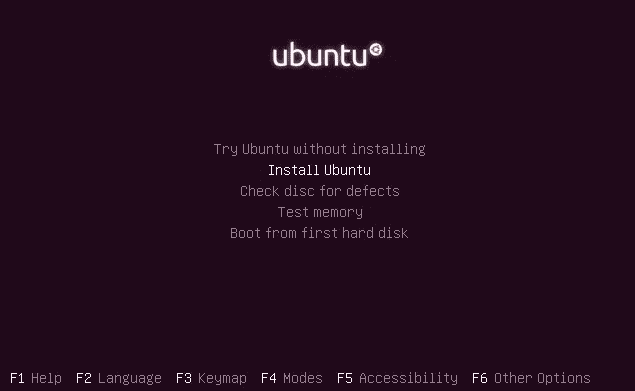 ubuntu
Try Ubuntu without installing
Install Ubuntu
Check disc for defects
Test memory
Boot from first hard disk
F1 Help F2 Language F3 Keymap F4 Modes F5 Accessibility F6 Other Options